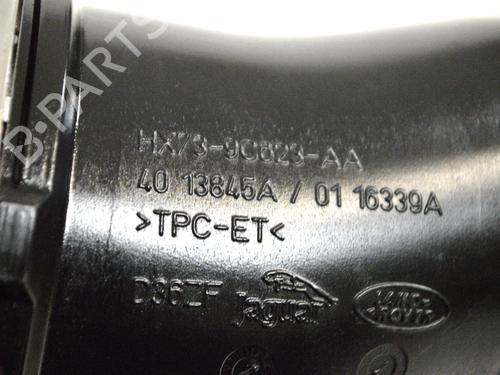 B-PARTS
HX73-9C623-AA
40 13845A / 01 16339A
>TPC-ET<
D36ZF JAGUAR LAND ROVER